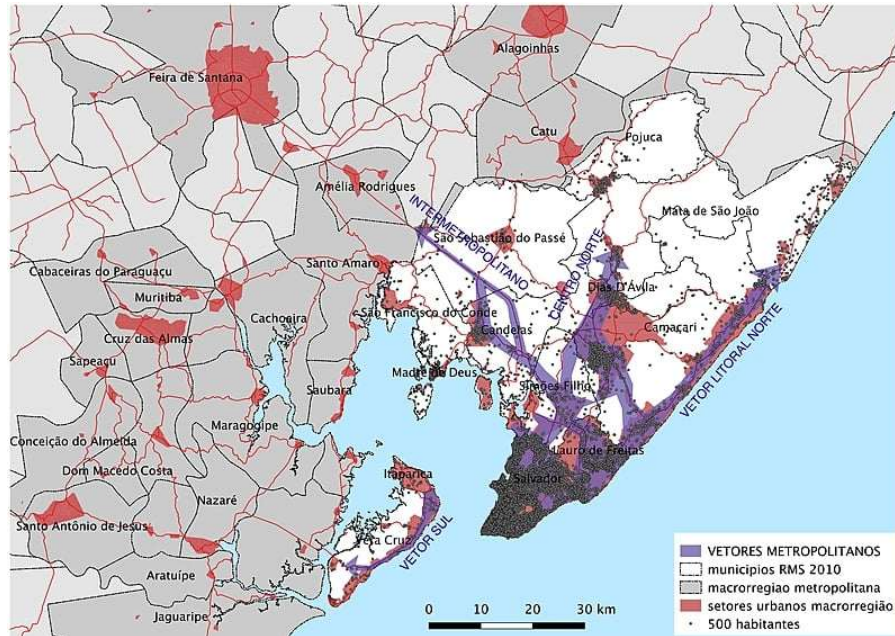 Alagoinhas
Feira de Santana
Catu
Pojuca
Amélia Rodrigues
INTERMETROPOLITANO
São Sebastião do Passé
Mata de São João
CENTRO NORTE
Santo Amaro
Cabaceiras do Paraguaçu
Muritiba
Dias D'Ávila
Cachoeira
São Francisco do Conde
Cruz das Almas
Candeias
Camaçari
VETOR LITORAL NORTE
Sapeaçu
Madre de Deus
Simões Filho
Saubara
Maragogipe
Conceição do Almeida
Lauro de Freitas
Dom Macedo Costa
Itaparica
Salvador
Nazaré
Santo Antônio de Jesus
Vera Cruz
VETOR SUL
Aratuípe
Jaguaripe
0 10 20 30 km
VETORES METROPOLITANOS
municipios RMS 2010
macrorregiao metropolitana
setores urbanos macrorregião
500 habitantes